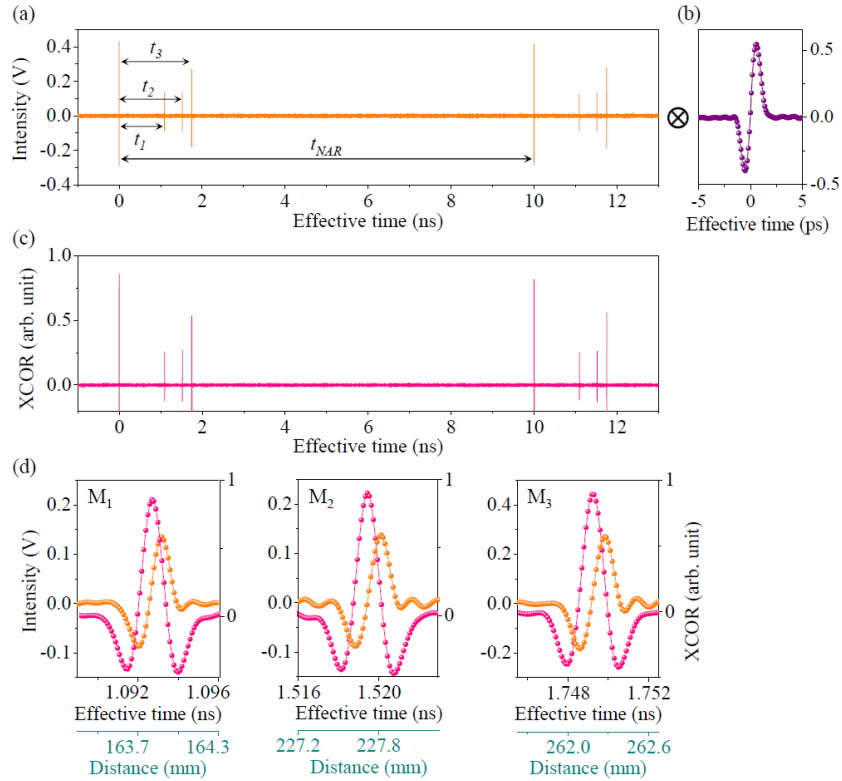 (a)
(b)
Intensity (V)
0.4
0.2
0.0
-0.2
-0.4
t3
t2
t1
tNAR
0 2 4 6 8 10 12
Effective time (ns)
⊗
0.5
0.0
-0.5
-5 0 5
Effective time (ps)
(c)
XCOR (arb. unit)
1.0
0.5
0.0
0 2 4 6 8 10 12
Effective time (ns)
(d)
M1
Intensity (V)
0.2
0.1
0.0
-0.1
1
0
1.092 1.096
Effective time (ns)
163.7 164.3
Distance (mm)
M2
0.2
0.1
0.0
-0.1
1
0
1.516 1.520
Effective time (ns)
227.2 227.8
Distance (mm)
M3
0.4
0.2
0.0
-0.2
1
0
XCOR (arb. unit)
1.748 1.752
Effective time (ns)
262.0 262.6
Distance (mm)